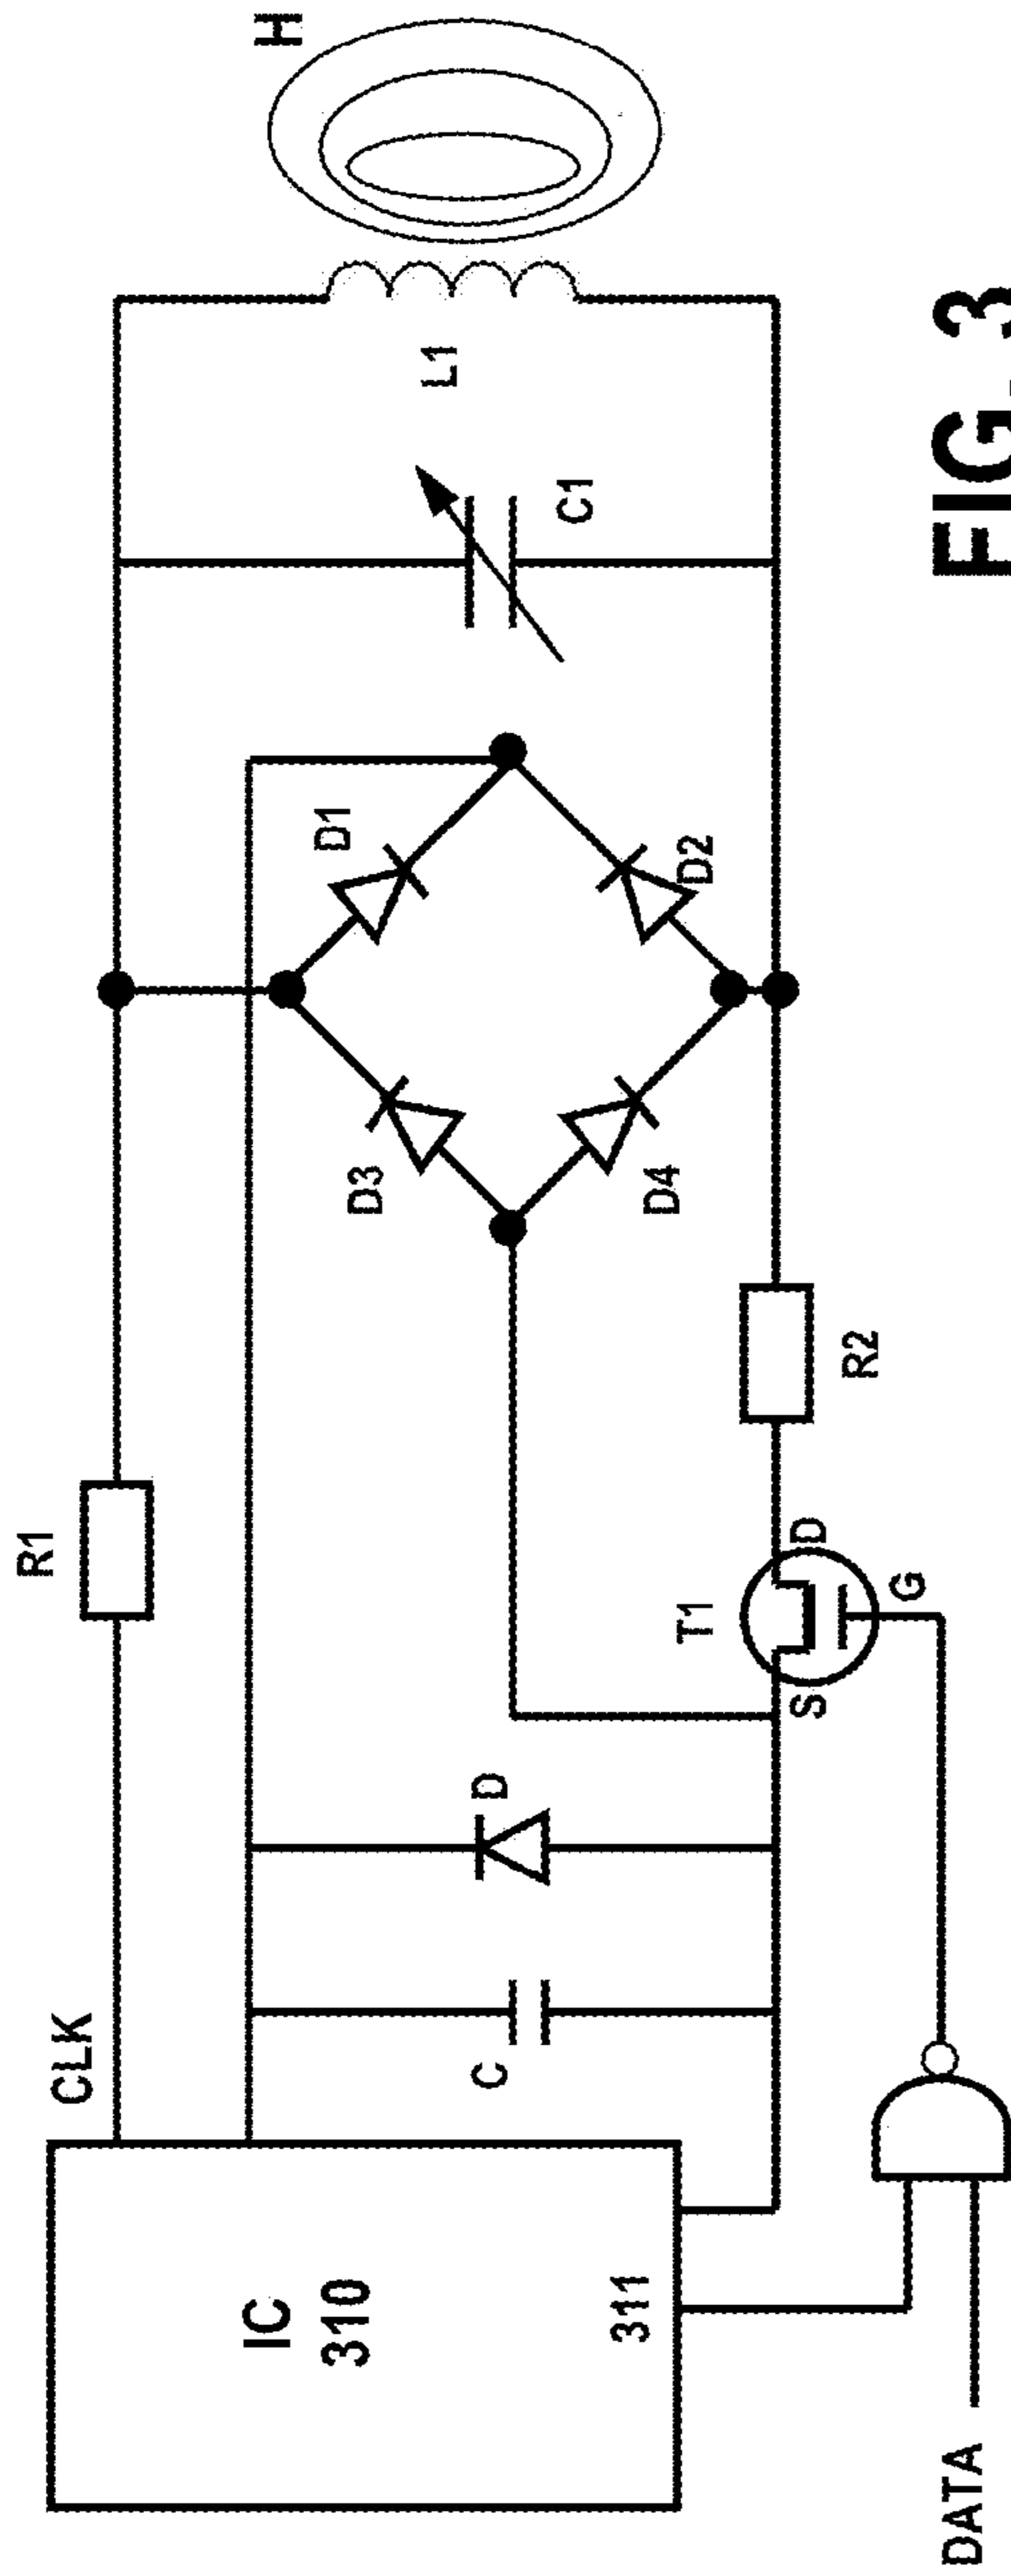 H
CLK
R1
L1
C1
D1
D2
D3
D4
D
C
IC
310
311
T1
S
D
G
R2
DATA
FIG. 3